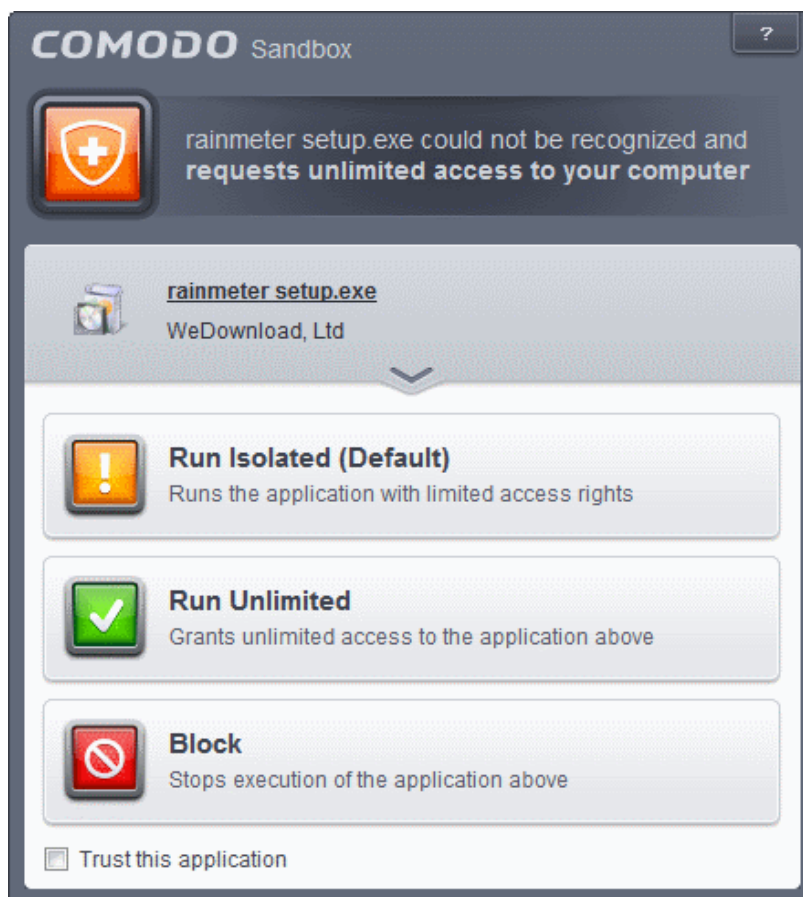 COMODO Sandbox
?
rainmeter setup.exe could not be recognized and
requests unlimited access to your computer
rainmeter setup.exe
WeDownload, Ltd
Run Isolated (Default)
Runs the application with limited access rights
Run Unlimited
Grants unlimited access to the application above
Block
Stops execution of the application above
Trust this application